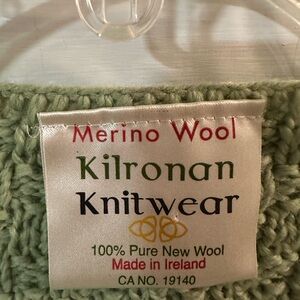 Merino Wool
Kilronan
Knitwear
100% Pure New Wool
Made in Ireland
CA NO. 19140